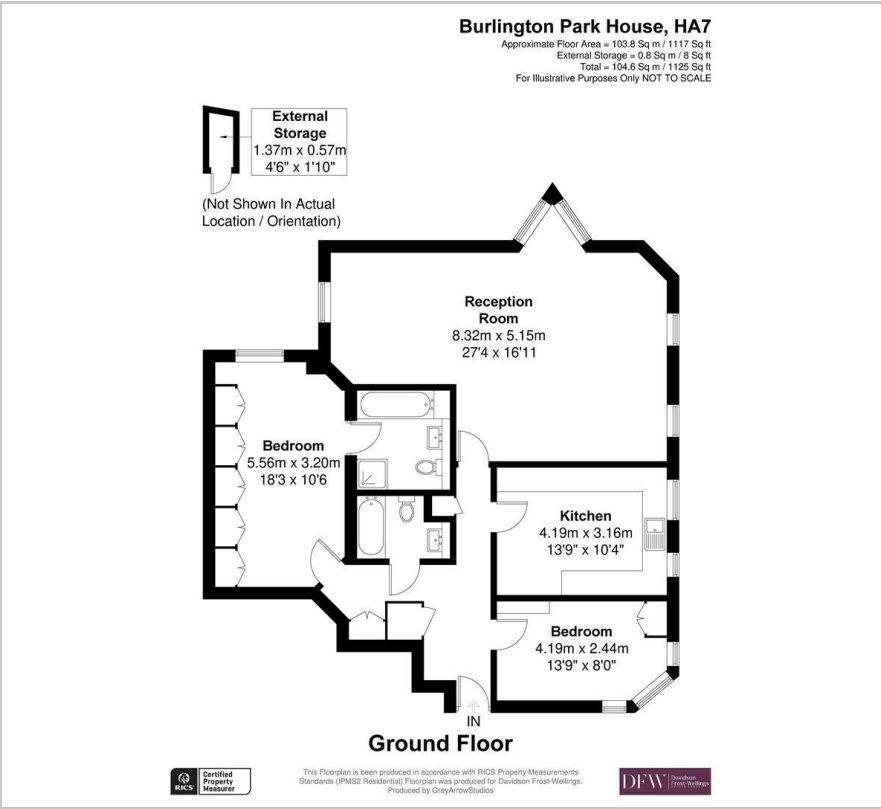 Burlington Park House, HA7
Approximate Floor Area = 103.8 Sq m / 1117 Sq ft
External Storage = 0.8 Sq m / 8 Sq ft
Total = 104.6 Sq m / 1125 Sq ft
For Illustrative Purposes Only NOT TO SCALE
External
Storage
1.37m x 0.57m
4'6" x 1'10"
(Not Shown In Actual
Location / Orientation)
Reception
Room
8.32m x 5.15m
27'4 x 16'11
Bedroom
5.56m x 3.20m
18'3 x 10'6
Kitchen
4.19m x 3.16m
13'9" x 10'4"
Bedroom
4.19m x 2.44m
13'9" x 8'0"
IN
Ground Floor
RICS
Certified
Property
Measurer
This Floorplan is been produced in accordance with RICS Property Measurements
Standards (IPMS2 Residential) Floorplan was produced for Davidson Frost-Wellings.
Produced by GreyArrowStudios
DFW
Davidson
Frost-Wellings